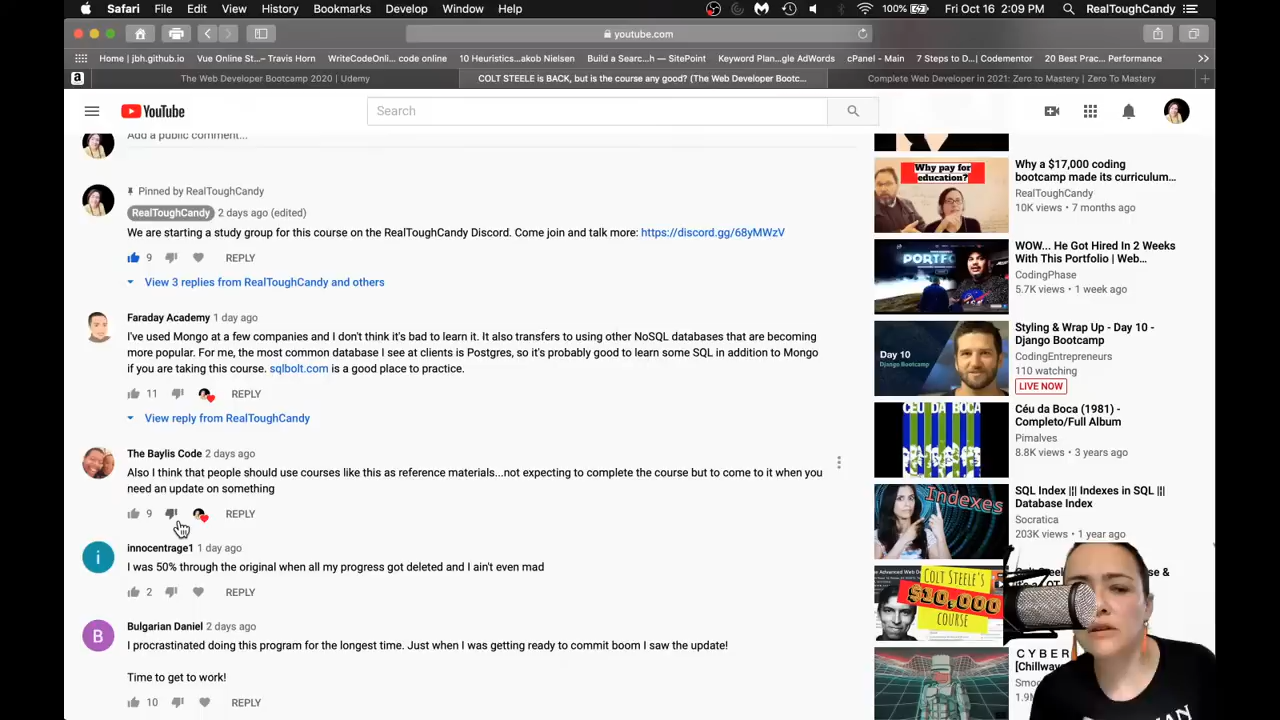 Safari File Edit View History Bookmarks Develop Window Help 100% Fri Oct 16 2:09 PM RealToughCandy
youtube.com
Home | jbh.github.io Vue Online St...– Travis Horn WriteCodeOnli... code online 10 Heuristics...akob Nielsen Build a Searc...h — SitePoint Keyword Plan...gle AdWords cPanel - Main 7 Steps to D...| Codementor 20 Best Prac... Performance
a The Web Developer Bootcamp 2020 | Udemy COLT STEELE is BACK, but is the course any good? (The Web Developer Bootc... Complete Web Developer in 2021: Zero to Mastery | Zero To Mastery
YouTube Search
Add a public comment...
Pinned by RealToughCandy
RealToughCandy 2 days ago (edited)
We are starting a study group for this course on the RealToughCandy Discord. Come join and talk more: https://discord.gg/68yMWzV
9 REPLY
View 3 replies from RealToughCandy and others
Faraday Academy 1 day ago
I've used Mongo at a few companies and I don't think it's bad to learn it. It also transfers to using other NoSQL databases that are becoming
more popular. For me, the most common database I see at clients is Postgres, so it's probably good to learn some SQL in addition to Mongo
if you are taking this course. sqlbolt.com is a good place to practice.
11 REPLY
View reply from RealToughCandy
The Baylis Code 2 days ago
Also I think that people should use courses like this as reference materials...not expecting to complete the course but to come to it when you
need an update on something
9 REPLY
i
innocentrage1 1 day ago
I was 50% through the original when all my progress got deleted and I ain't even mad
2 REPLY
B
Bulgarian Daniel 2 days ago
I procrastinated doing this program for the longest time. Just when I was getting ready to commit boom I saw the update!
Time to get to work!
10 REPLY
Why pay for
education?
Why a $17,000 coding
bootcamp made its curriculum...
RealToughCandy
10K views • 7 months ago
WOW... He Got Hired In 2 Weeks
With This Portfolio | Web...
CodingPhase
5.7K views • 1 week ago
Day 10
Django Bootcamp
Styling & Wrap Up - Day 10 -
Django Bootcamp
CodingEntrepreneurs
110 watching
LIVE NOW
CÉU DA BOCA
Céu da Boca (1981) -
Completo/Full Album
Pimalves
8.8K views • 3 years ago
Indexes
SQL Index ||| Indexes in SQL |||
Database Index
Socratica
203K views • 1 year ago
COLT STEELE'S
$10,000
COURSE
CYBER
[Chillwave
1.9M